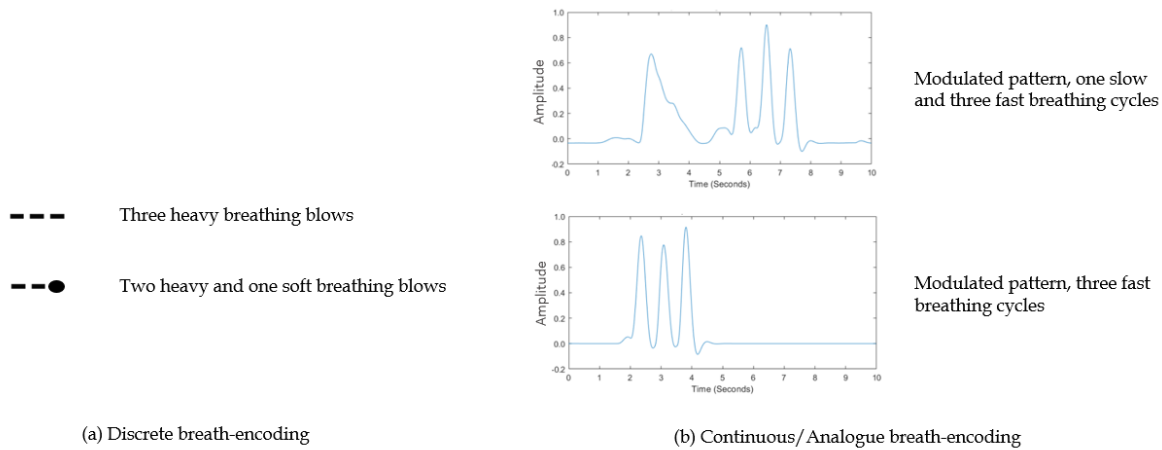 Three heavy breathing blows
Two heavy and one soft breathing blows
(a) Discrete breath-encoding
1.0
0.8
0.6
0.4
0.2
0.0
-0.2
Amplitude
0 1 2 3 4 5 6 7 8 9 10
Time (Seconds)
Modulated pattern, one slow
and three fast breathing cycles
1.0
0.8
0.6
0.4
0.2
0.0
-0.2
Amplitude
0 1 2 3 4 5 6 7 8 9 10
Time (Seconds)
Modulated pattern, three fast
breathing cycles
(b) Continuous/Analogue breath-encoding